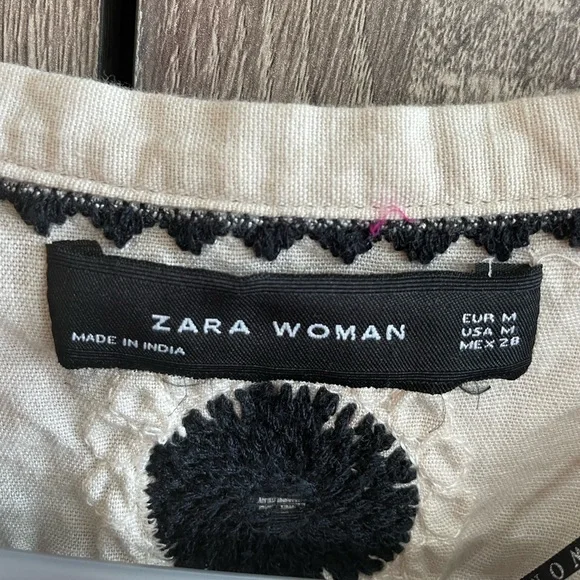 ZARA WOMAN
MADE IN INDIA
EUR M
USA M
MEX 28